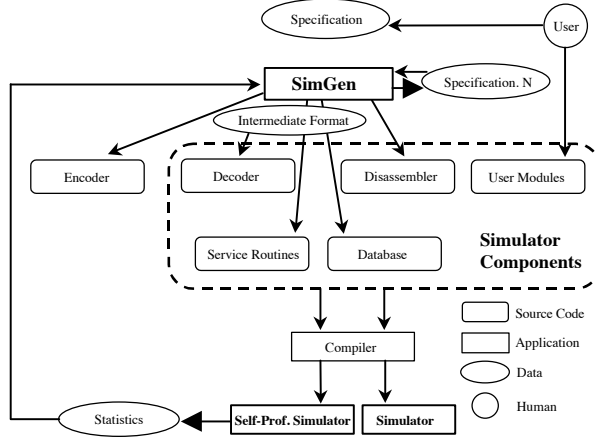 Specification
User
SimGen
Specification. N
Intermediate Format
Encoder
Decoder
Disassembler
User Modules
Service Routines
Database
Simulator
Components
Source Code
Compiler
Application
Data
Statistics
Self-Prof. Simulator
Simulator
Human